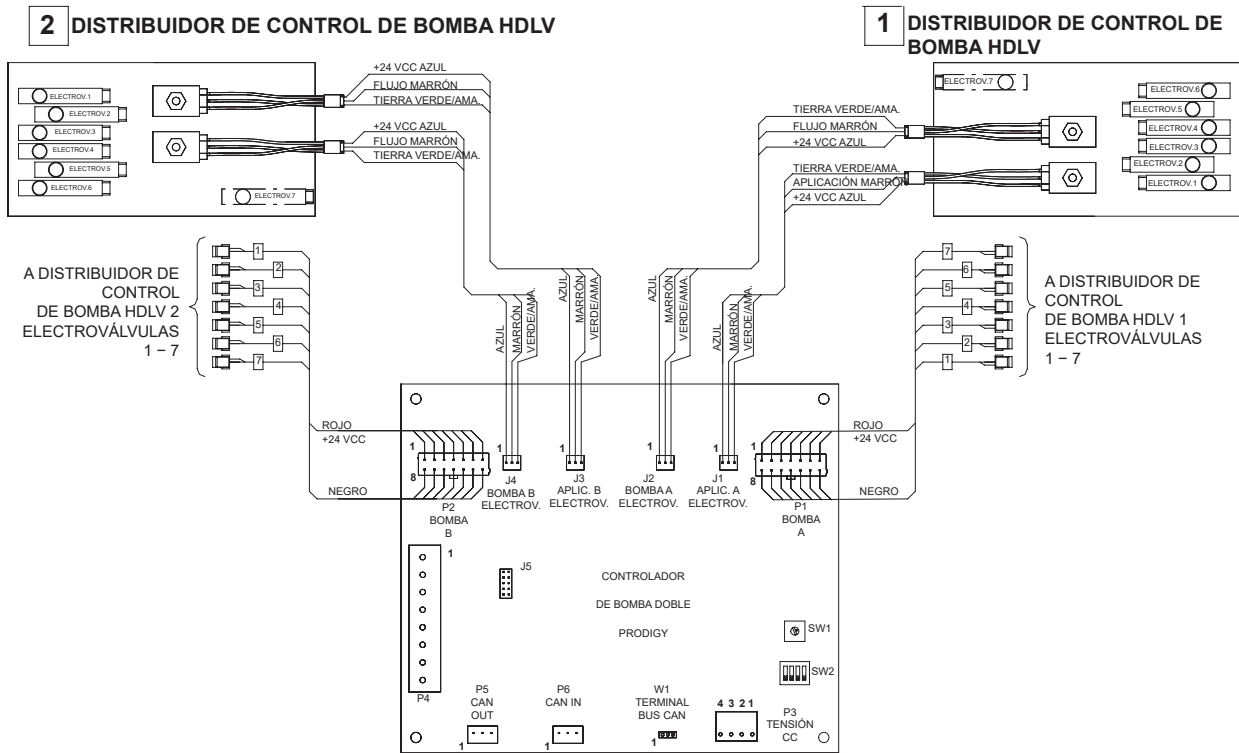 2 DISTRIBUIDOR DE CONTROL DE BOMBA HDLV
1 DISTRIBUIDOR DE CONTROL DE
BOMBA HDLV
ELECTROV.1
ELECTROV.2
ELECTROV.3
ELECTROV.4
ELECTROV.5
ELECTROV.6
ELECTROV.7
+24 VCC AZUL
FLUJO MARRÓN
TIERRA VERDE/AMA.
+24 VCC AZUL
FLUJO MARRÓN
TIERRA VERDE/AMA.
TIERRA VERDE/AMA.
FLUJO MARRÓN
+24 VCC AZUL
TIERRA VERDE/AMA.
APLICACIÓN MARRÓN
+24 VCC AZUL
ELECTROV.7
ELECTROV.6
ELECTROV.5
ELECTROV.4
ELECTROV.3
ELECTROV.2
ELECTROV.1
A DISTRIBUIDOR DE
CONTROL
DE BOMBA HDLV 2
ELECTROVÁLVULAS
1 − 7
1
2
3
4
5
6
7
AZUL
MARRÓN
VERDE/AMA.
AZUL
MARRÓN
VERDE/AMA.
AZUL
MARRÓN
VERDE/AMA.
AZUL
MARRÓN
VERDE/AMA.
7
6
5
4
3
2
1
A DISTRIBUIDOR DE
CONTROL
DE BOMBA HDLV 1
ELECTROVÁLVULAS
1 − 7
ROJO
+24 VCC
NEGRO
1
8
P2
BOMBA
B
1
J4
BOMBA B
ELECTROV.
1
J3
APLIC. B
ELECTROV.
1
J2
BOMBA A
ELECTROV.
1
J1
APLIC. A
ELECTROV.
1
8
P1
BOMBA
A
ROJO
+24 VCC
NEGRO
1
P4
J5
CONTROLADOR
DE BOMBA DOBLE
PRODIGY
SW1
SW2
P5
CAN
OUT
1
P6
CAN IN
1
W1
TERMINAL
BUS CAN
1
4 3 2 1
P3
TENSIÓN
CC